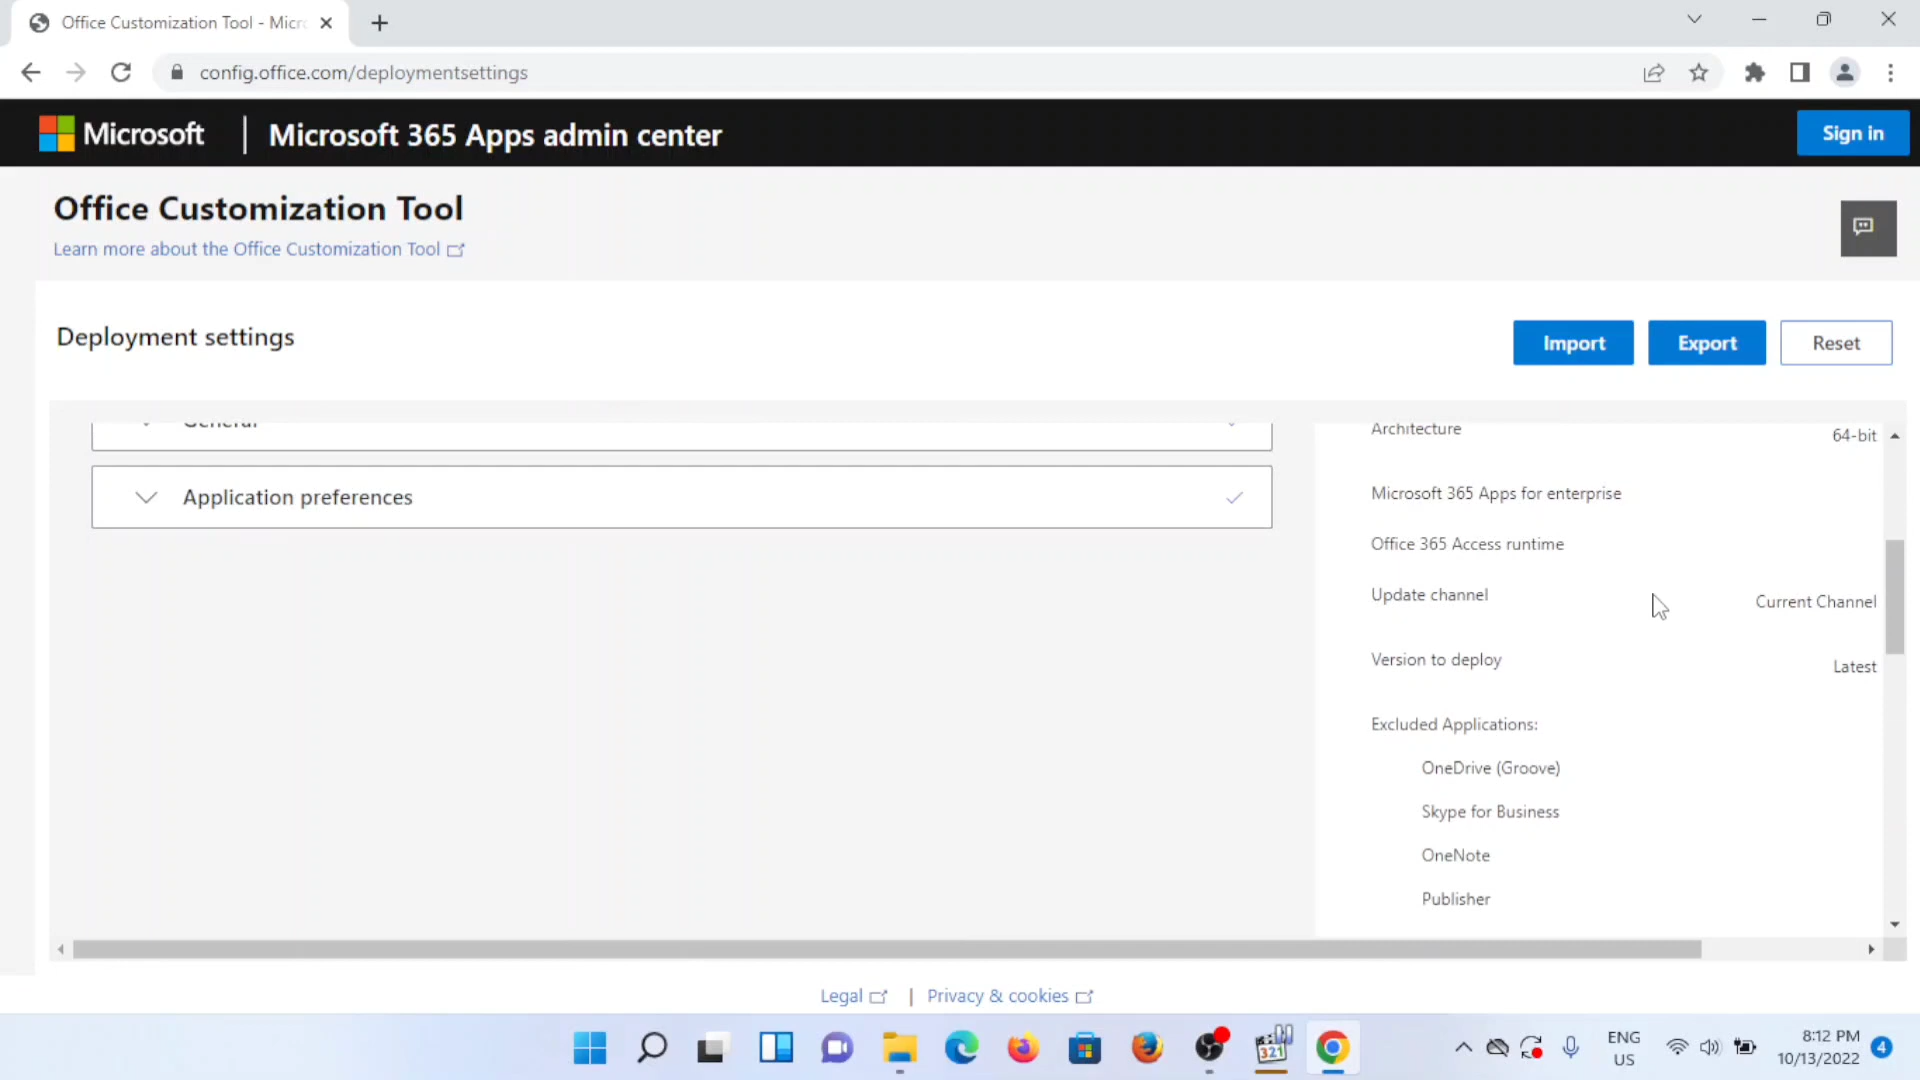 Office Customization Tool - Micr
config.office.com/deploymentsettings
Microsoft
Microsoft 365 Apps admin center
Sign in
Office Customization Tool
Learn more about the Office Customization Tool
Deployment settings
Import
Export
Reset
General
Application preferences
Architecture
64-bit
Microsoft 365 Apps for enterprise
Office 365 Access runtime
Update channel
Current Channel
Version to deploy
Latest
Excluded Applications:
OneDrive (Groove)
Skype for Business
OneNote
Publisher
Legal | Privacy & cookies
321
ENG
US
8:12 PM
10/13/2022
4